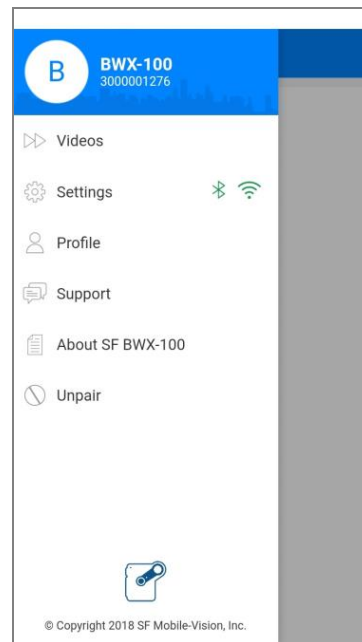 B
BWX-100
3000001276
Videos
Settings
Profile
Support
About SF BWX-100
Unpair
© Copyright 2018 SF Mobile-Vision, Inc.